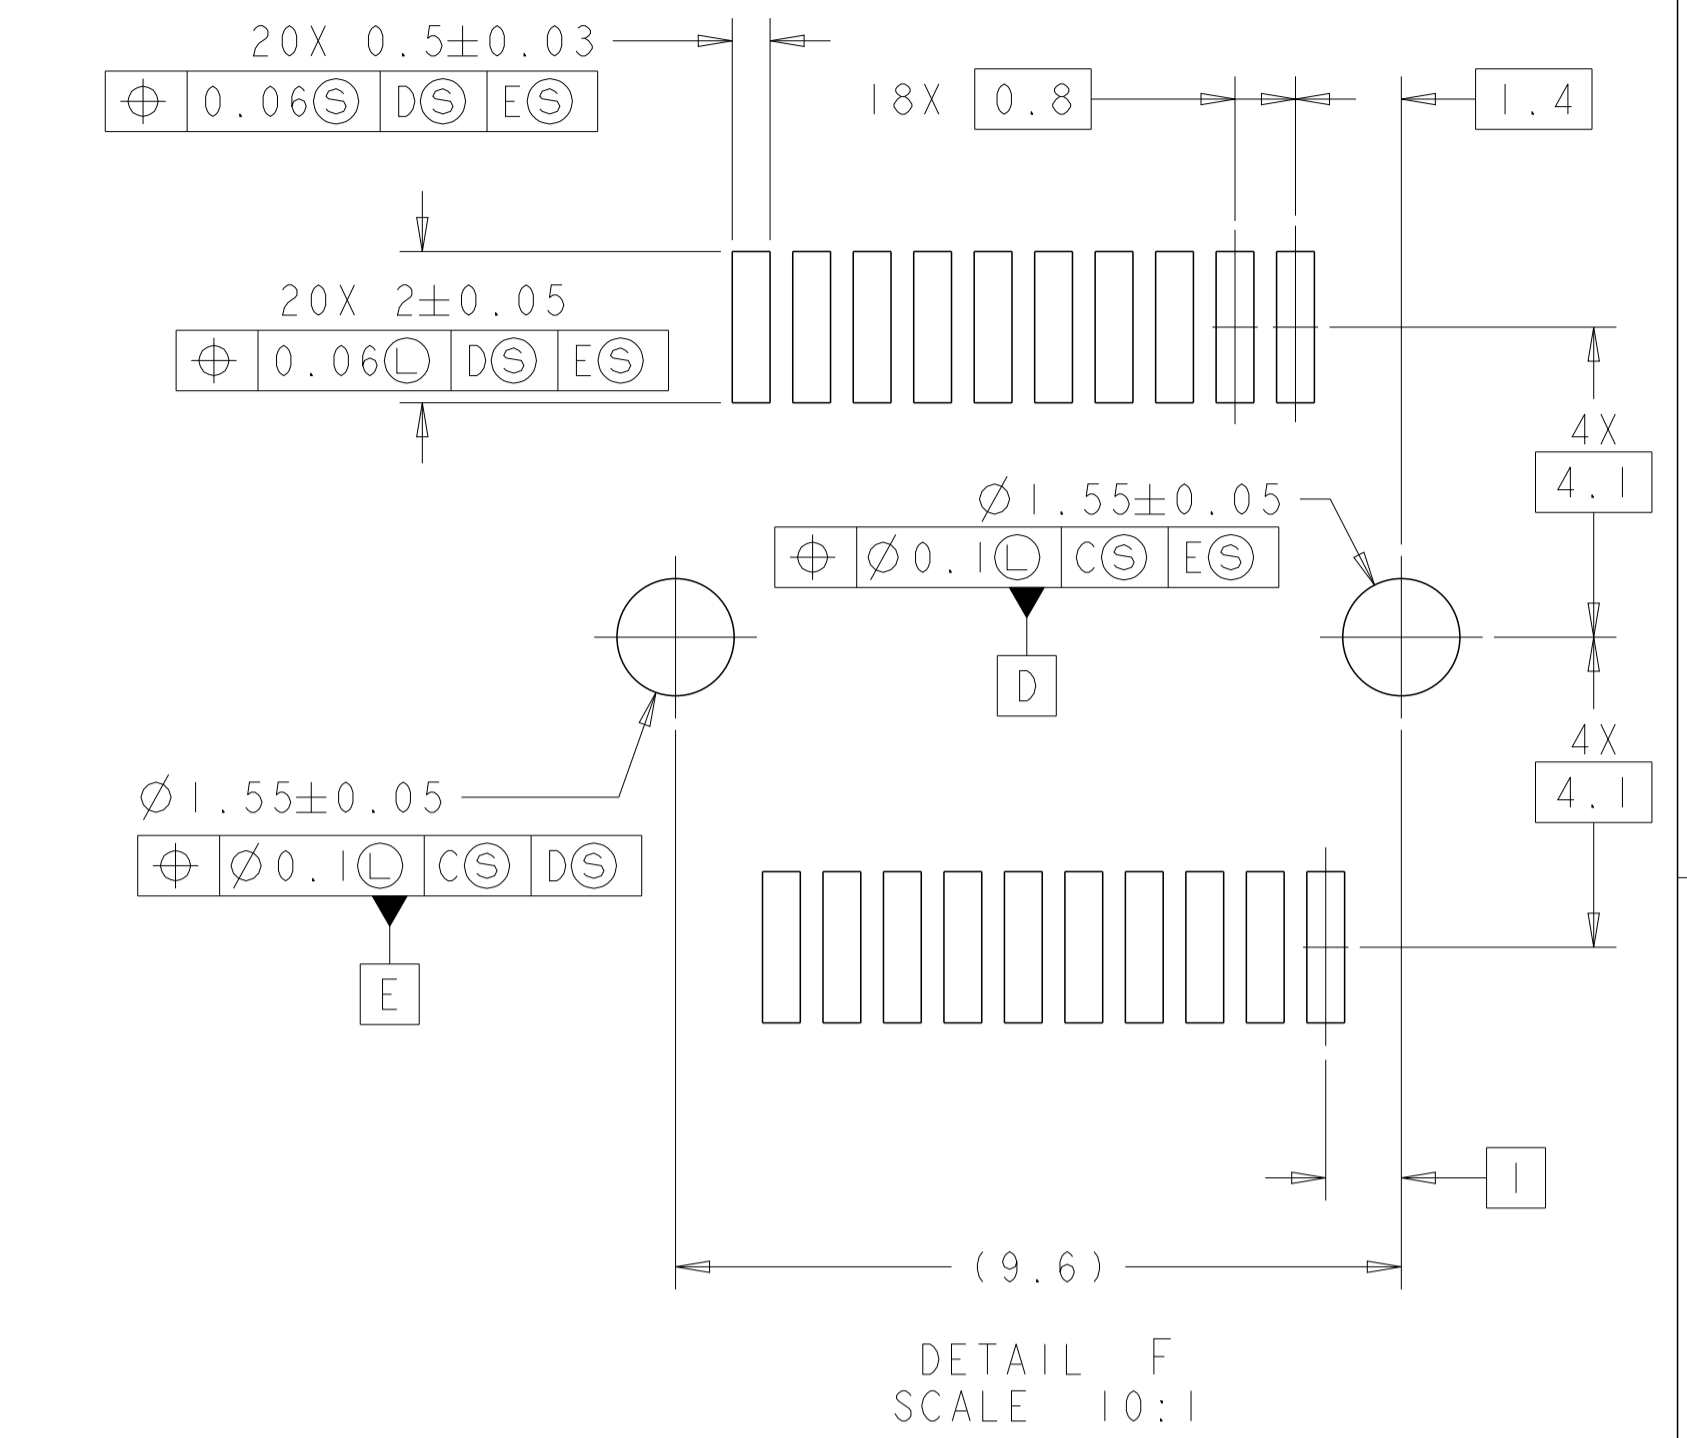 20X 0.5±0.03
⌖ 0.06Ⓢ DⓈ EⓈ
18X 0.8
1.4
20X 2±0.05
⌖ 0.06Ⓛ DⓈ EⓈ
4X
4.1
Ø1.55±0.05
⌖ Ø0.1Ⓛ CⓈ EⓈ
D
4X
4.1
Ø1.55±0.05
⌖ Ø0.1Ⓛ CⓈ DⓈ
E
1
(9.6)
DETAIL F
SCALE 10:1